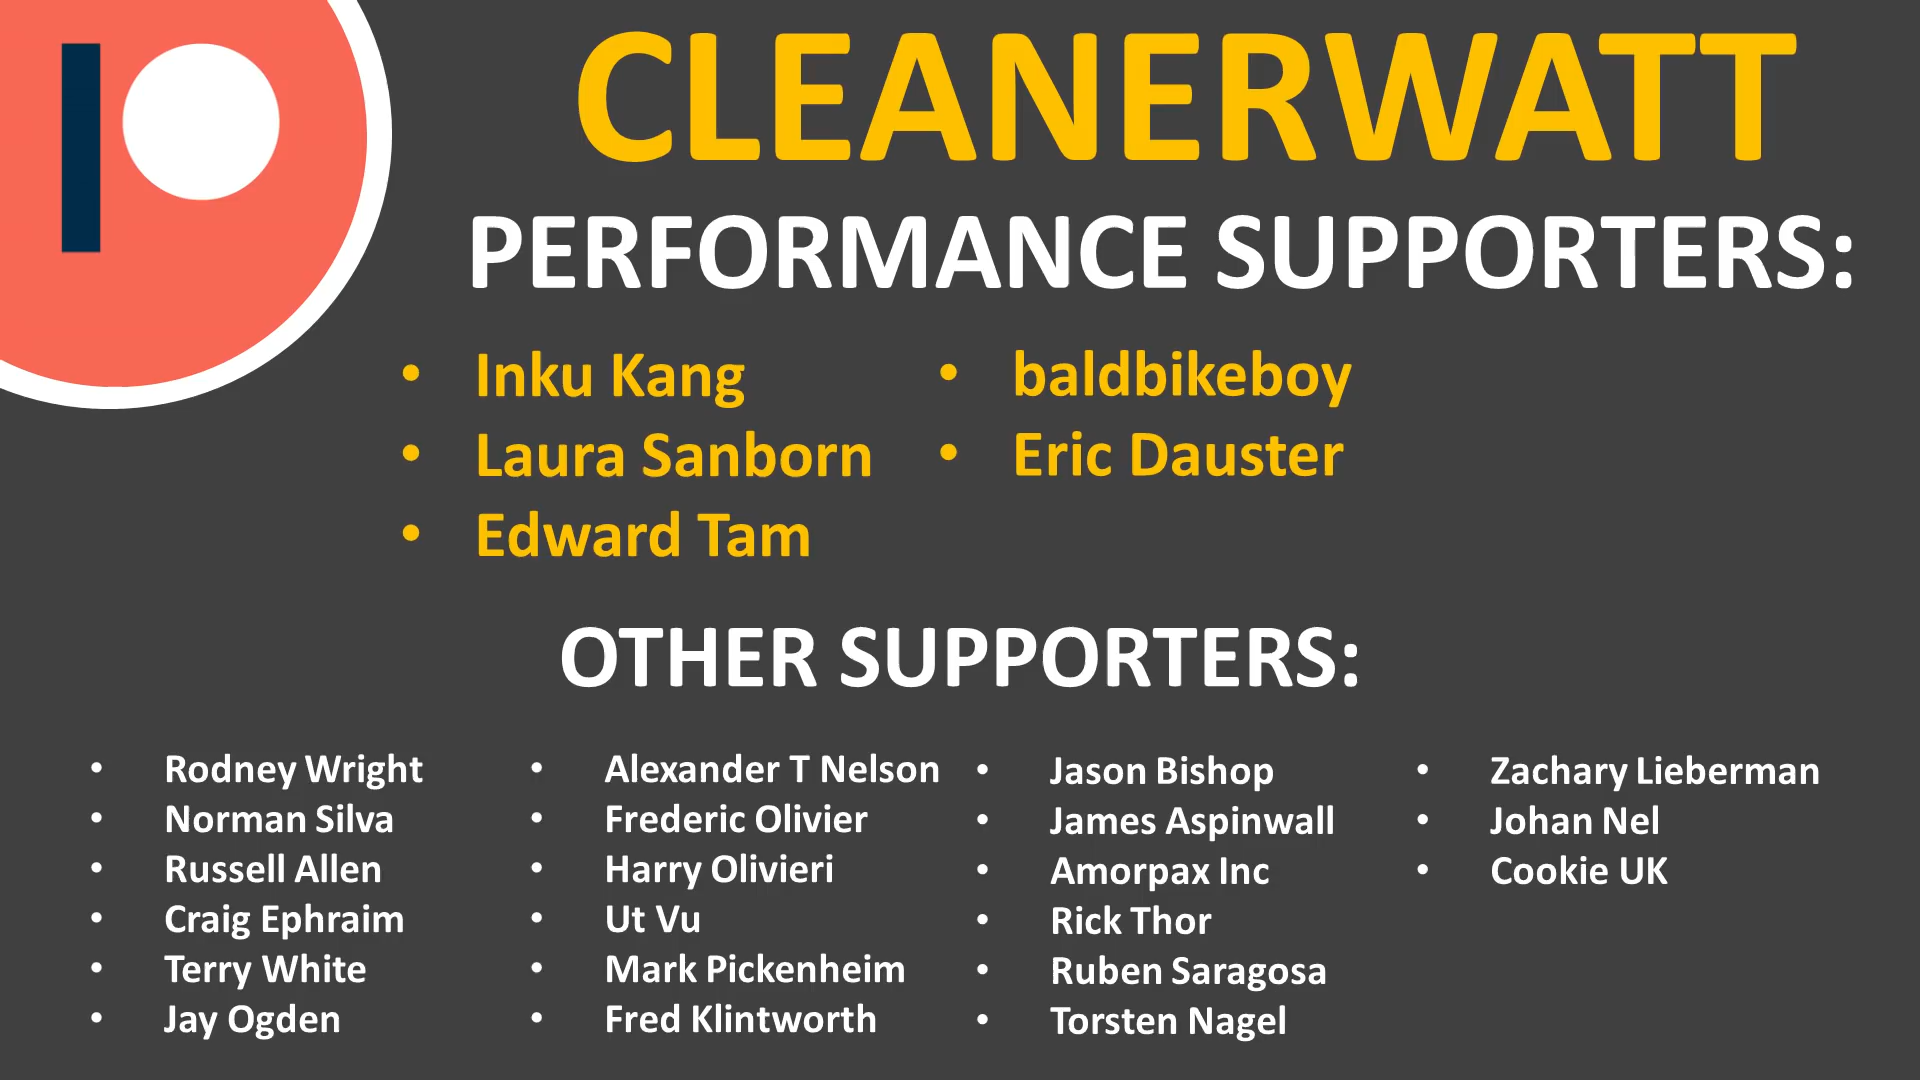 CLEANERWATT
PERFORMANCE SUPPORTERS:
• Inku Kang
• Laura Sanborn
• Edward Tam
• baldbikeboy
• Eric Dauster
OTHER SUPPORTERS:
• Rodney Wright
• Norman Silva
• Russell Allen
• Craig Ephraim
• Terry White
• Jay Ogden
• Alexander T Nelson
• Frederic Olivier
• Harry Olivieri
• Ut Vu
• Mark Pickenheim
• Fred Klintworth
• Jason Bishop
• James Aspinwall
• Amorpax Inc
• Rick Thor
• Ruben Saragosa
• Torsten Nagel
• Zachary Lieberman
• Johan Nel
• Cookie UK